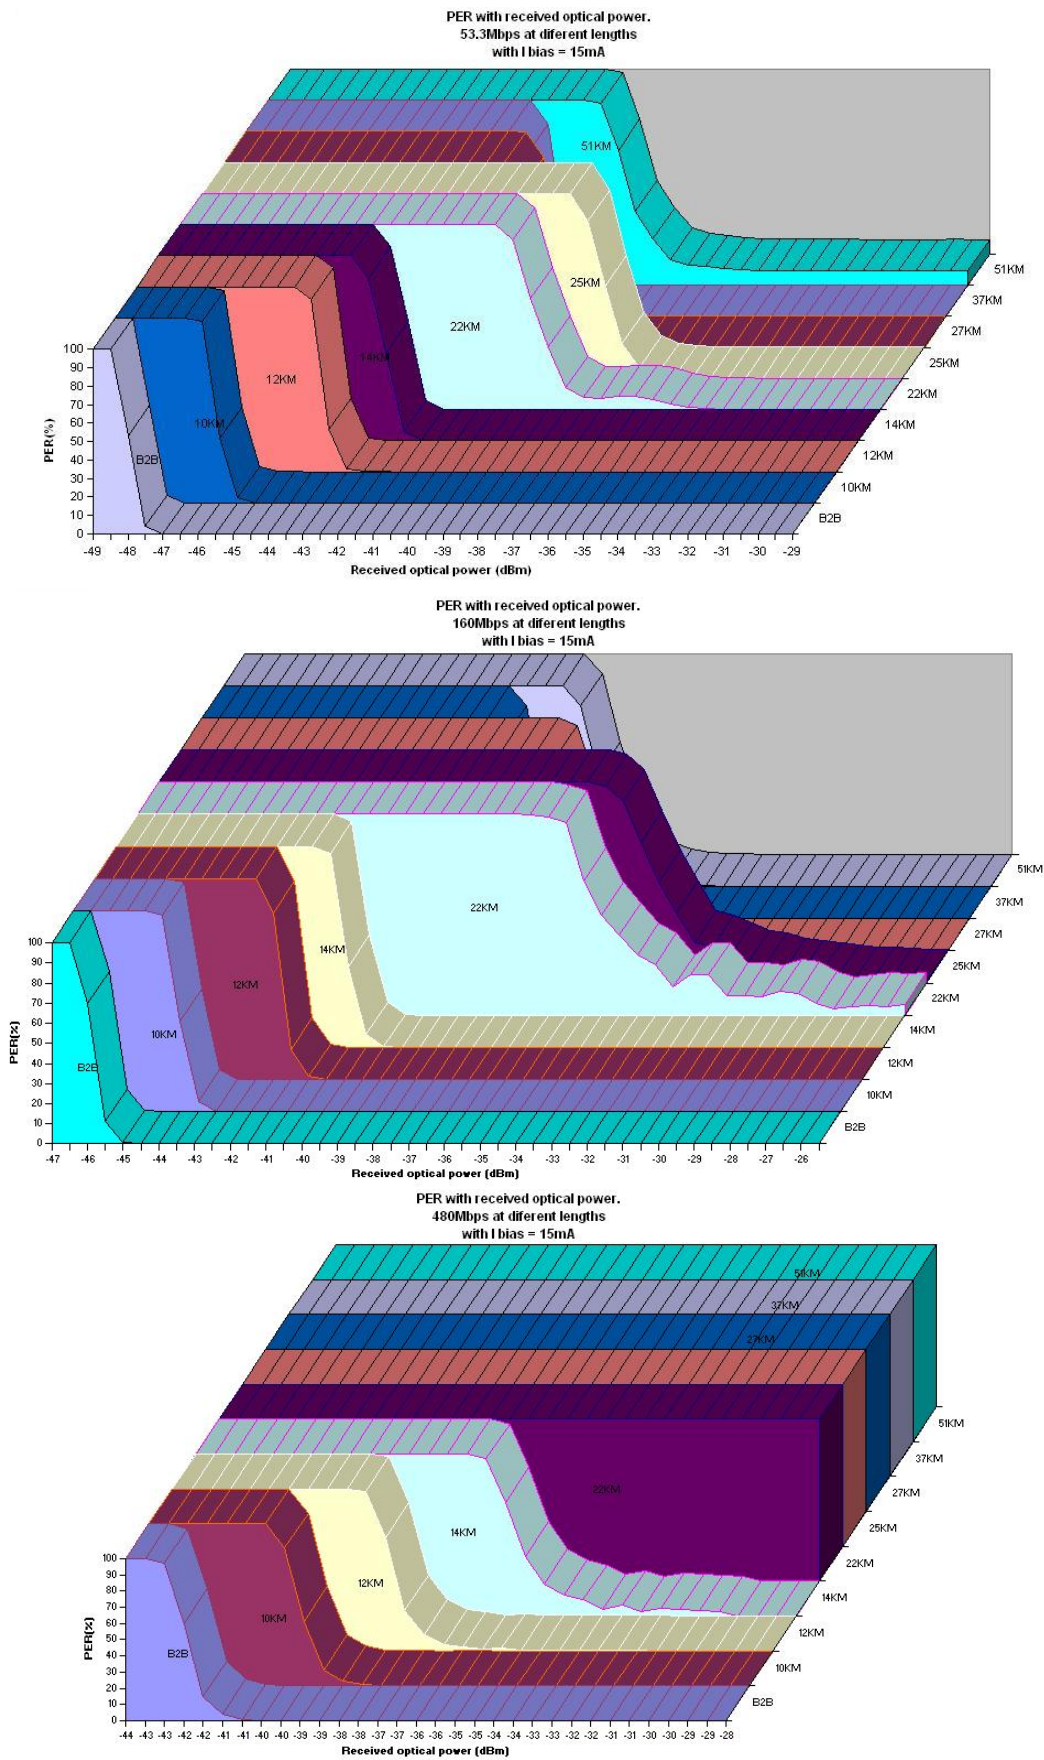 PER with received optical power.
53.3Mbps at diferent lengths
with I bias = 15mA
51KM
25KM
22KM
14KM
12KM
10KM
B2B
PER(%)
100
90
80
70
60
50
40
30
20
10
0
-49 -48 -47 -46 -45 -44 -43 -42 -41 -40 -39 -37 -36 -34 -33 -32 -31 -30 -29
51KM
37KM
27KM
25KM
22KM
14KM
12KM
10KM
B2B
Received optical power (dBm)
PER with received optical power.
160Mbps at diferent lengths
with I bias = 15mA
22KM
14KM
12KM
10KM
B2B
PER(%)
100
90
80
70
60
50
40
30
20
10
0
-47 -46 -45 -43 -42 -41 -40 -39 -37 -36 -35 -34 -33 -32 -31 -30 -29 -28 -27 -26
51KM
37KM
27KM
25KM
22KM
14KM
12KM
10KM
B2B
Received optical power (dBm)
PER with received optical power.
480Mbps at diferent lengths
with I bias = 15mA
51KM
37KM
27KM
22KM
14KM
12KM
10KM
B2B
PER(%)
100
90
80
70
60
50
40
30
20
10
0
-44 -43 -43 -42 -41 -40 -40 -39 -38 -38 -37 -36 -35 -35 -34 -33 -33 -32 -32 -31 -30 -30 -29 -29 -28
51KM
37KM
27KM
25KM
22KM
14KM
12KM
10KM
B2B
Received optical power (dBm)